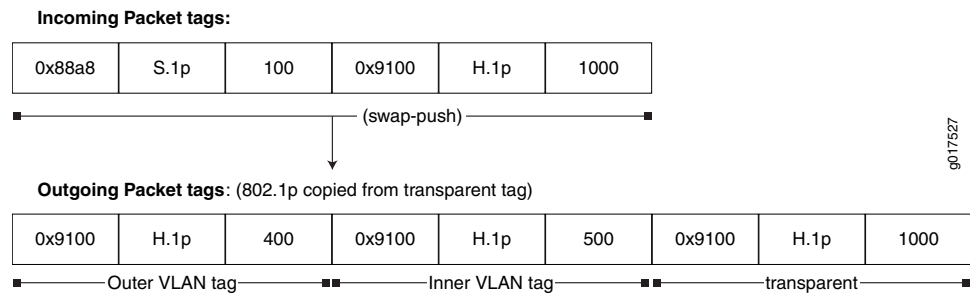 Incoming Packet tags:
0x88a8 S.1p 100 0x9100 H.1p 1000
(swap-push)
g017527
Outgoing Packet tags: (802.1p copied from transparent tag)
0x9100 H.1p 400 0x9100 H.1p 500 0x9100 H.1p 1000
Outer VLAN tag Inner VLAN tag transparent